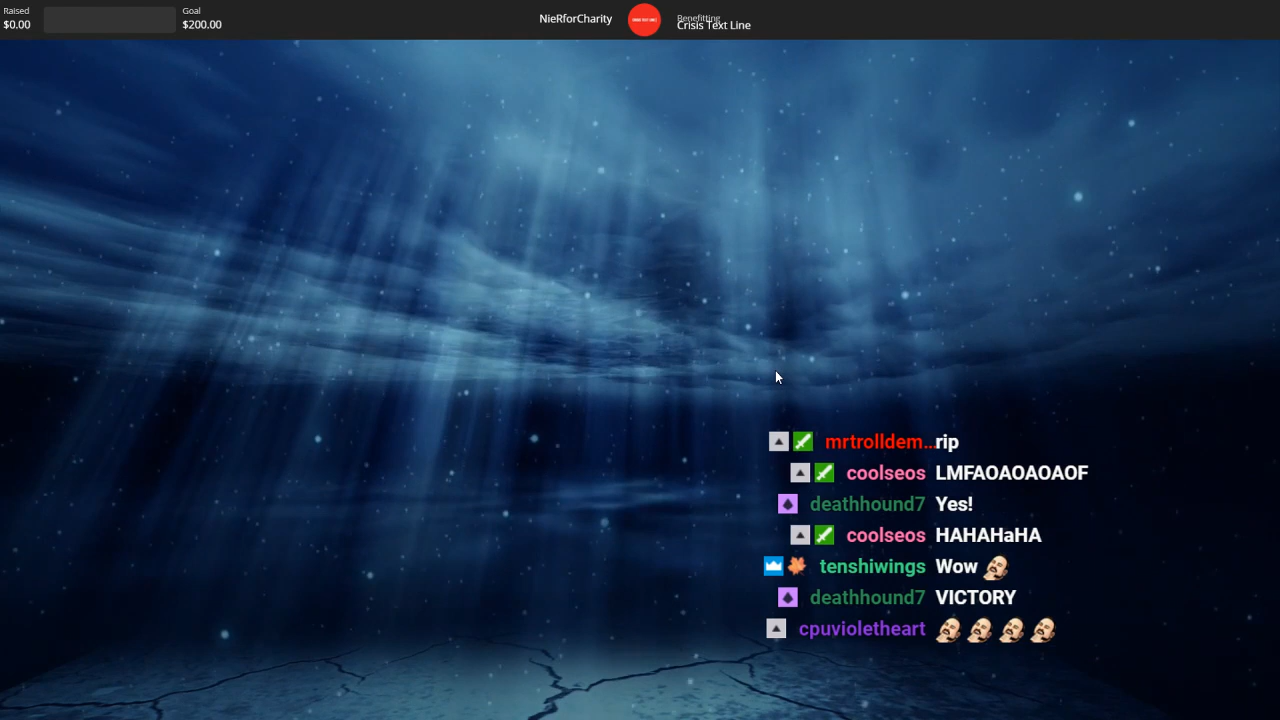 Raised
$0.00
Goal
$200.00
NieRforCharity
Benefitting
Crisis Text Line
mrtrolldem... rip
coolseos LMFAOAOAOAOF
deathhound7 Yes!
coolseos HAHAHaHA
tenshiwings Wow
deathhound7 VICTORY
cpuvioletheart